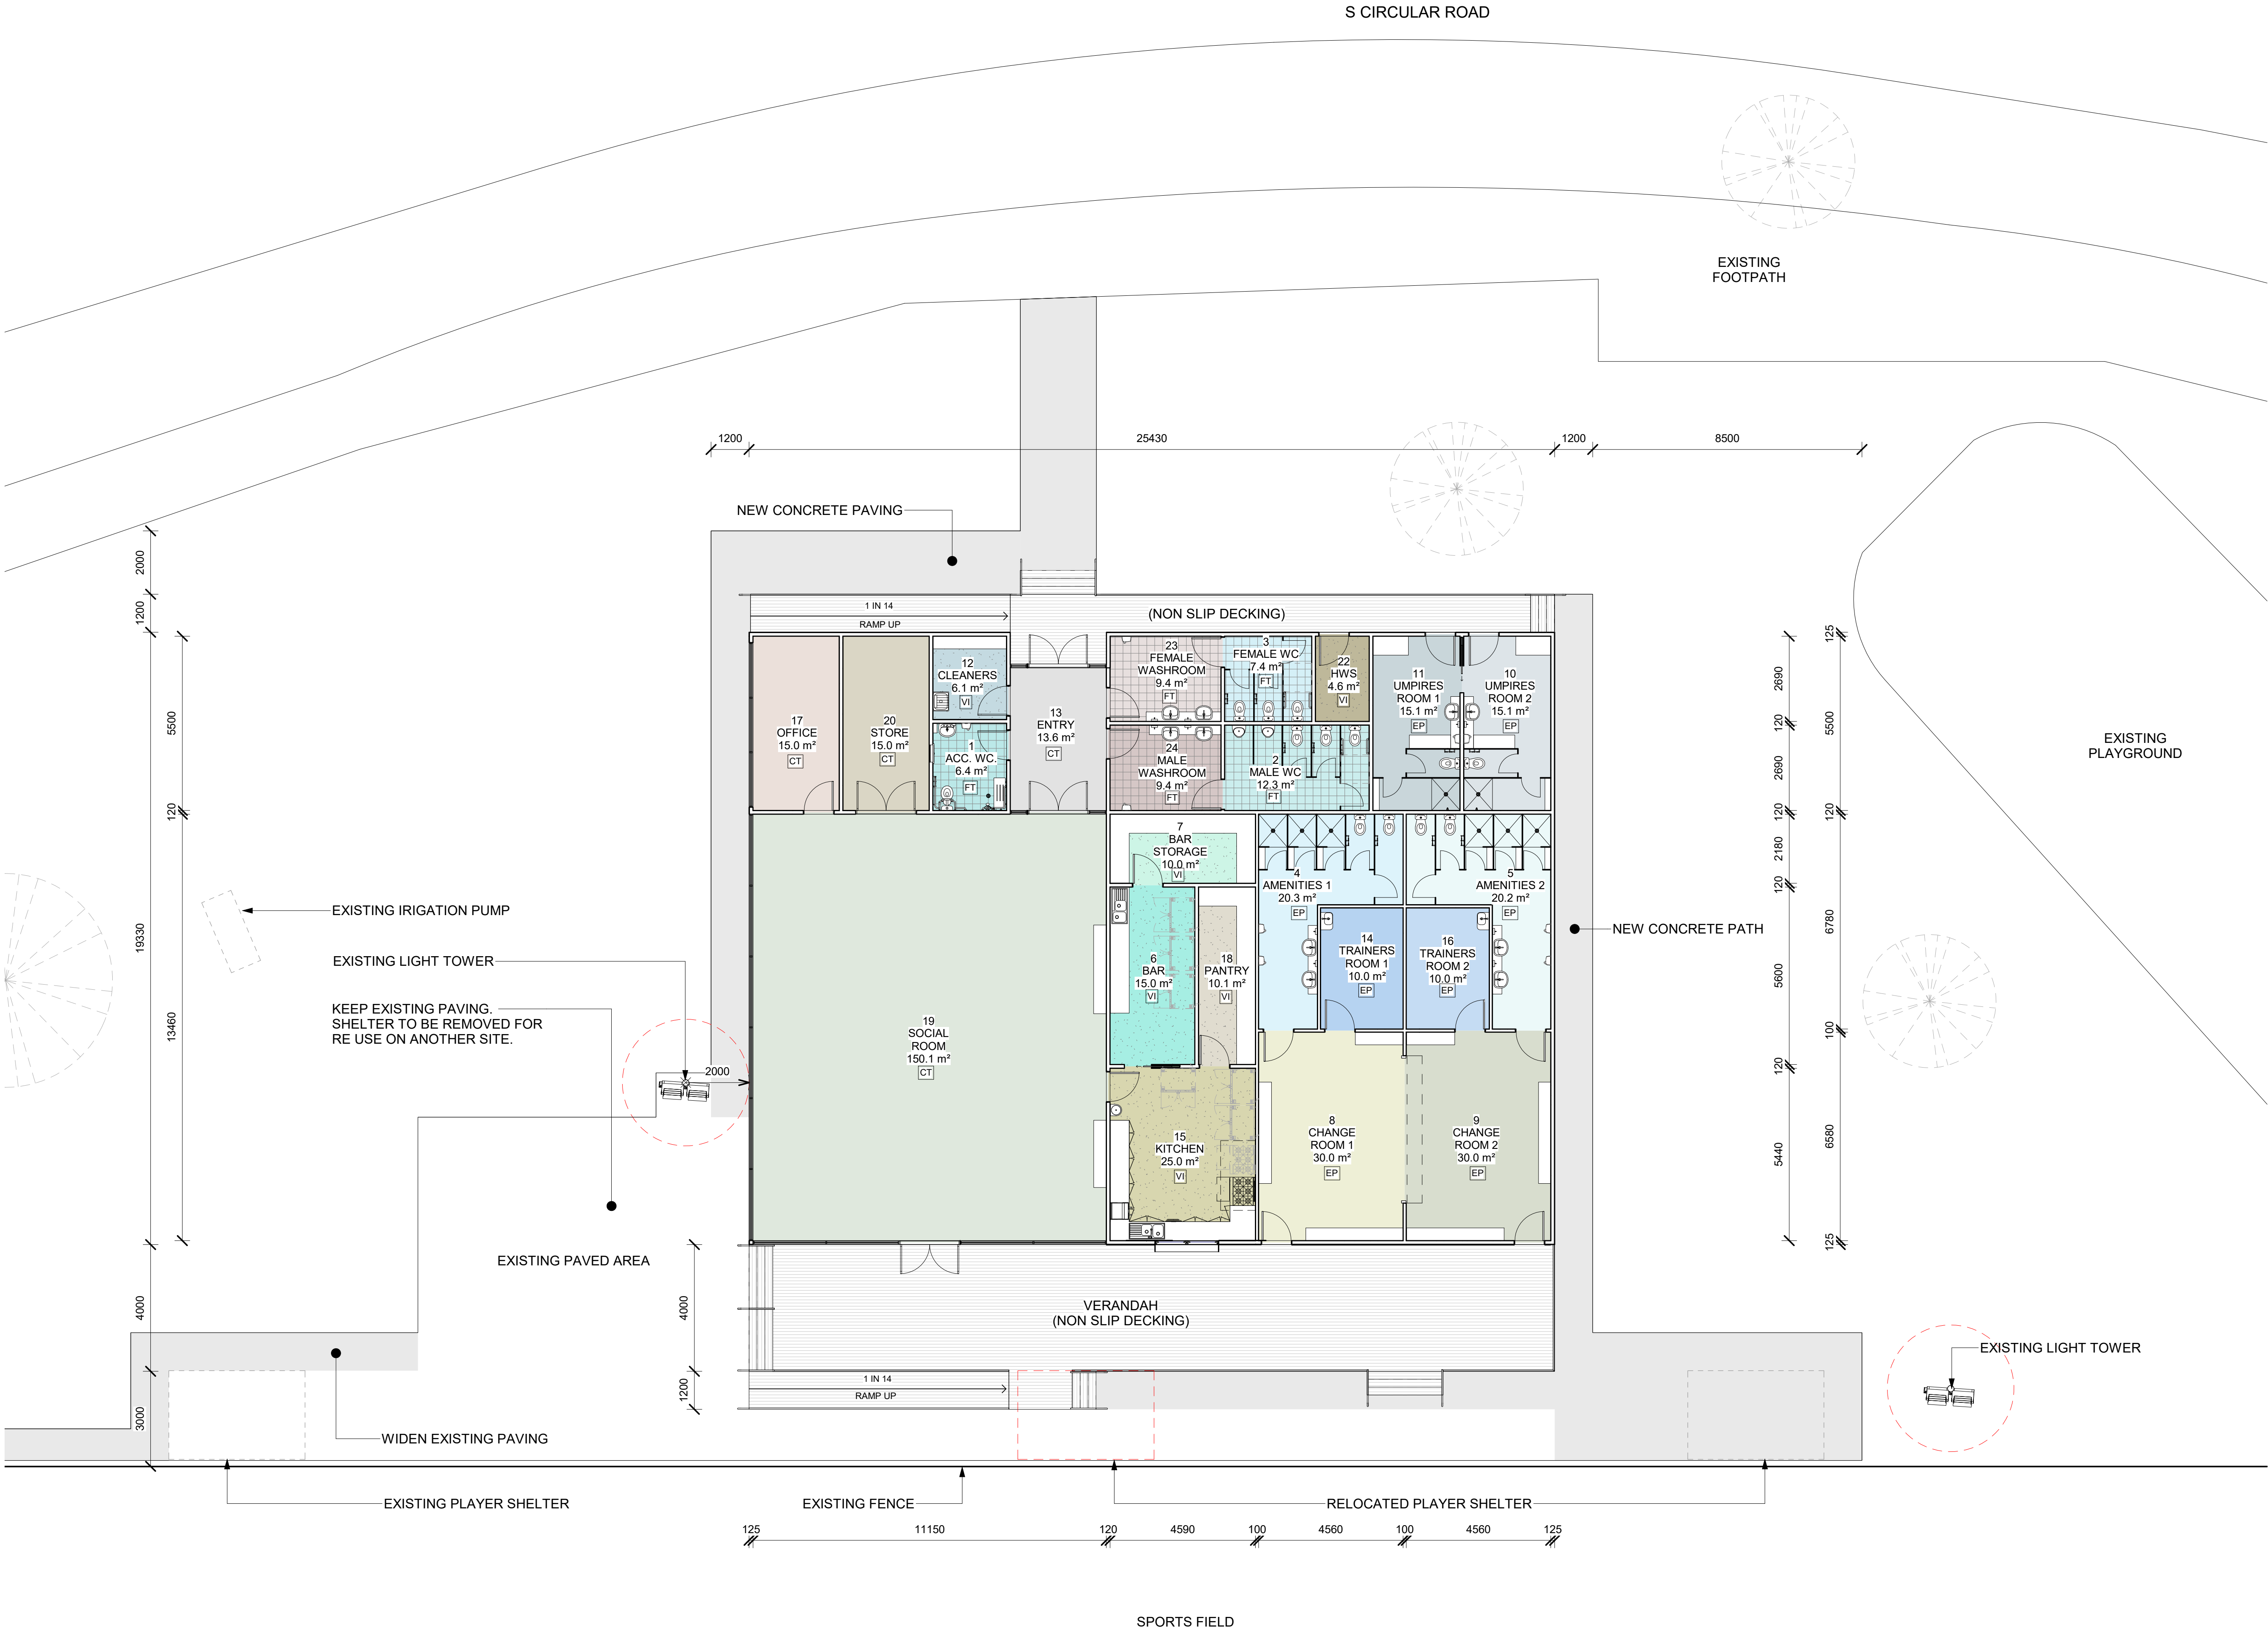 S CIRCULAR ROAD
EXISTING
FOOTPATH
1200
25430
1200
8500
NEW CONCRETE PAVING
2000
1200
19330
4000
3000
5500
120
13460
1 IN 14
RAMP UP
(NON SLIP DECKING)
17
OFFICE
15.0 m²
CT
20
STORE
15.0 m²
CT
12
CLEANERS
6.1 m²
VI
1
ACC. WC.
6.4 m²
FT
13
ENTRY
13.6 m²
CT
23
FEMALE
WASHROOM
9.4 m²
FT
3
FEMALE WC
7.4 m²
FT
22
HWS
4.6 m²
VI
11
UMPIRES
ROOM 1
15.1 m²
EP
10
UMPIRES
ROOM 2
15.1 m²
EP
24
MALE
WASHROOM
9.4 m²
FT
2
MALE WC
12.3 m²
FT
7
BAR
STORAGE
10.0 m²
VI
4
AMENITIES 1
20.3 m²
EP
5
AMENITIES 2
20.2 m²
EP
14
TRAINERS
ROOM 1
10.0 m²
EP
16
TRAINERS
ROOM 2
10.0 m²
EP
6
BAR
15.0 m²
VI
18
PANTRY
10.1 m²
VI
19
SOCIAL
ROOM
150.1 m²
CT
15
KITCHEN
25.0 m²
VI
8
CHANGE
ROOM 1
30.0 m²
EP
9
CHANGE
ROOM 2
30.0 m²
EP
2690
120
2690
120
2180
120
5600
120
5440
125
5500
120
6780
100
6580
125
EXISTING
PLAYGROUND
EXISTING IRIGATION PUMP
EXISTING LIGHT TOWER
KEEP EXISTING PAVING.
SHELTER TO BE REMOVED FOR
RE USE ON ANOTHER SITE.
2000
NEW CONCRETE PATH
EXISTING PAVED AREA
4000
1200
VERANDAH
(NON SLIP DECKING)
1 IN 14
RAMP UP
EXISTING LIGHT TOWER
WIDEN EXISTING PAVING
EXISTING PLAYER SHELTER
EXISTING FENCE
RELOCATED PLAYER SHELTER
125
11150
120
4590
100
4560
100
4560
125
SPORTS FIELD